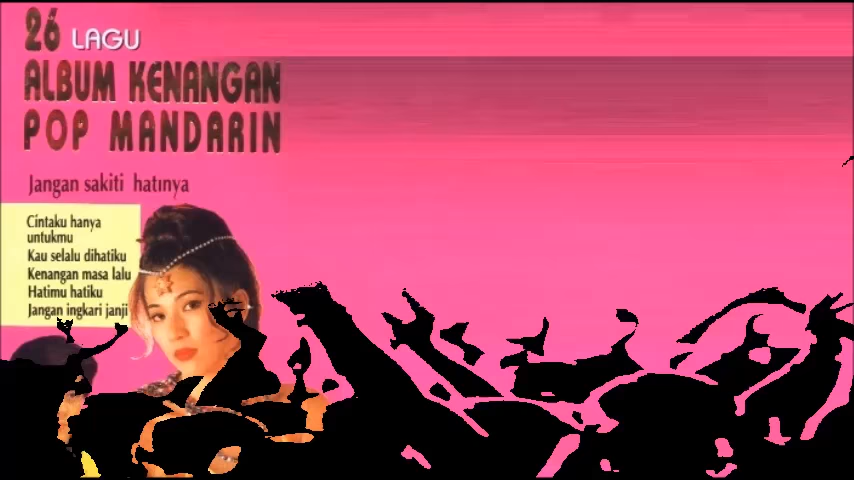 26 LAGU
ALBUM KENANGAN
POP MANDARIN
Jangan sakiti hatinya
Cintaku hanya
untukmu
Kau selalu dihatiku
Kenangan masa lalu
Hatimu hatiku
Jangan ingkari janji